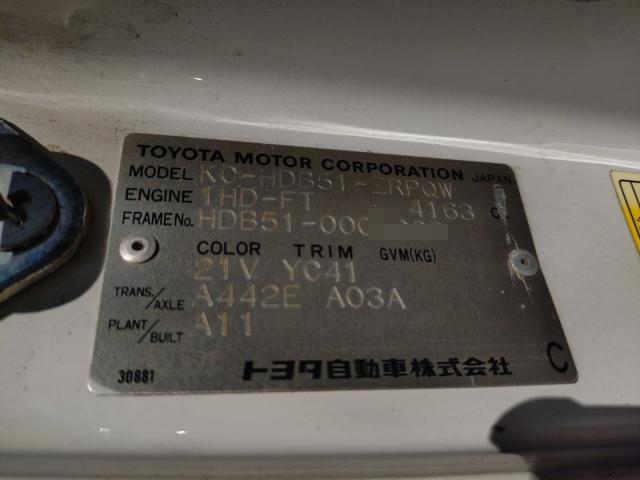 TOYOTA MOTOR CORPORATION JAPAN
MODEL KC-HDB51-ZRPQW
ENGINE 1HD-FT 4163 cc
FRAME No. HDB51-000
COLOR TRIM GVM(KG)
21V YC41
TRANS./AXLE A442E A03A
PLANT/BUILT A11
30881 トヨタ自動車株式会社 C